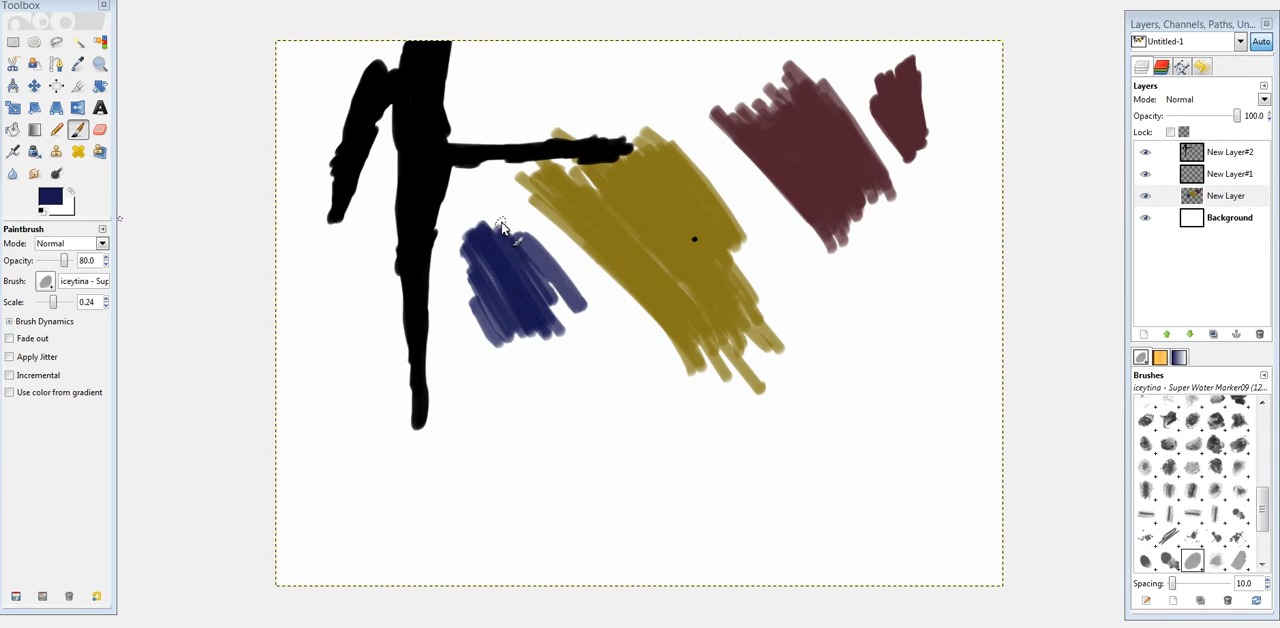 Toolbox
Paintbrush
Mode: Normal
Opacity: 80.0
Brush: iceytina - Sup
Scale: 0.24
Brush Dynamics
Fade out
Apply Jitter
Incremental
Use color from gradient
Layers, Channels, Paths, Un...
Untitled-1 Auto
Layers
Mode: Normal
Opacity: 100.0
Lock:
New Layer#2
New Layer#1
New Layer
Background
Brushes
iceytina - Super Water Marker09 (12...
Spacing: 10.0